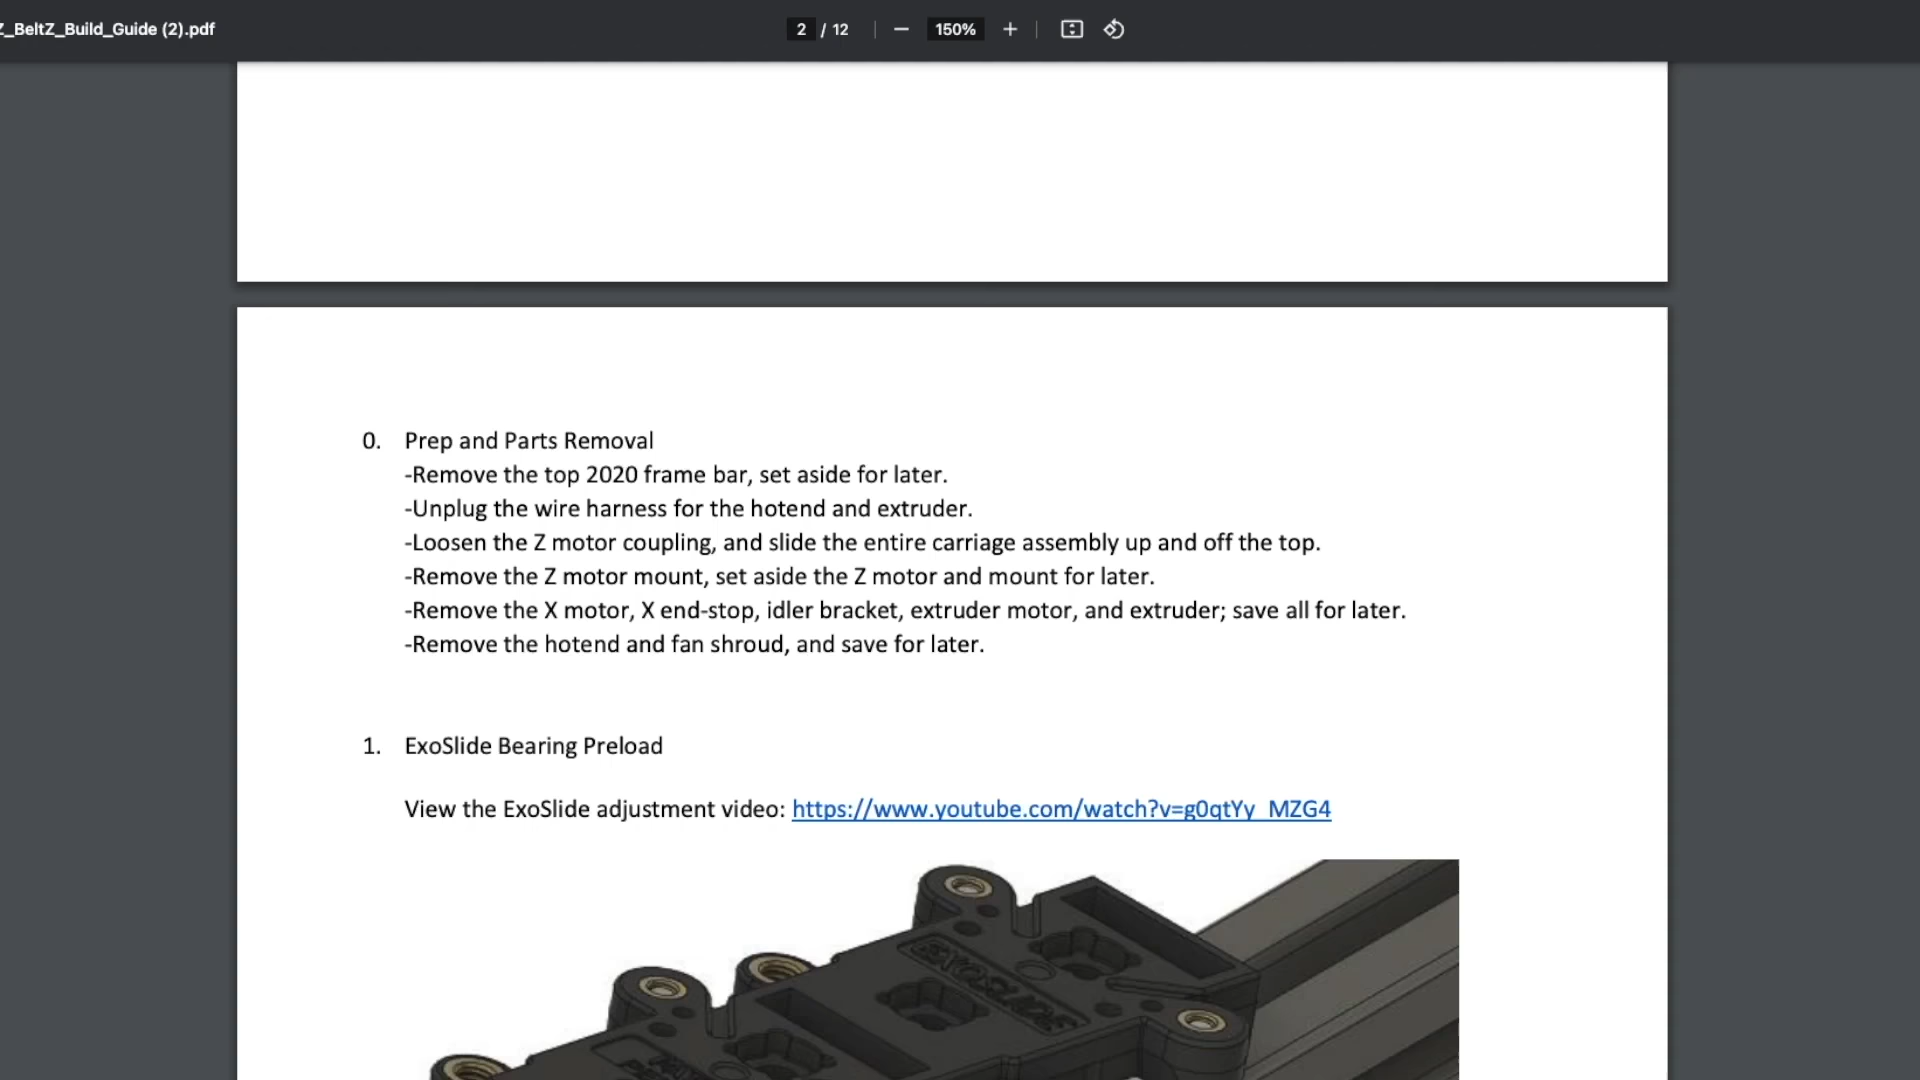 Z_BeltZ_Build_Guide (2).pdf
2 / 12
150%
0. Prep and Parts Removal
-Remove the top 2020 frame bar, set aside for later.
-Unplug the wire harness for the hotend and extruder.
-Loosen the Z motor coupling, and slide the entire carriage assembly up and off the top.
-Remove the Z motor mount, set aside the Z motor and mount for later.
-Remove the X motor, X end-stop, idler bracket, extruder motor, and extruder; save all for later.
-Remove the hotend and fan shroud, and save for later.
1. ExoSlide Bearing Preload
View the ExoSlide adjustment video: https://www.youtube.com/watch?v=g0qtYy_MZG4
EXOSLIDE